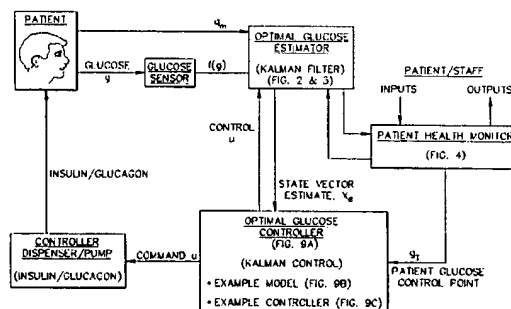 PATIENT
g_m
OPTIMAL GLUCOSE
ESTIMATOR
(KALMAN FILTER)
(FIG. 2 & 3)
GLUCOSE
g
GLUCOSE
SENSOR
f(g)
PATIENT/STAFF
INPUTS
OUTPUTS
PATIENT HEALTH MONITOR
(FIG. 4)
CONTROL
u
INSULIN/GLUCAGON
STATE VECTOR
ESTIMATE, X_e
OPTIMAL GLUCOSE
CONTROLLER
(FIG. 9A)
(KALMAN CONTROL)
• EXAMPLE MODEL (FIG. 9B)
• EXAMPLE CONTROLLER (FIG. 9C)
CONTROLLER
DISPENSER/PUMP
(INSULIN/GLUCAGON)
COMMAND u
g_T
PATIENT GLUCOSE
CONTROL POINT